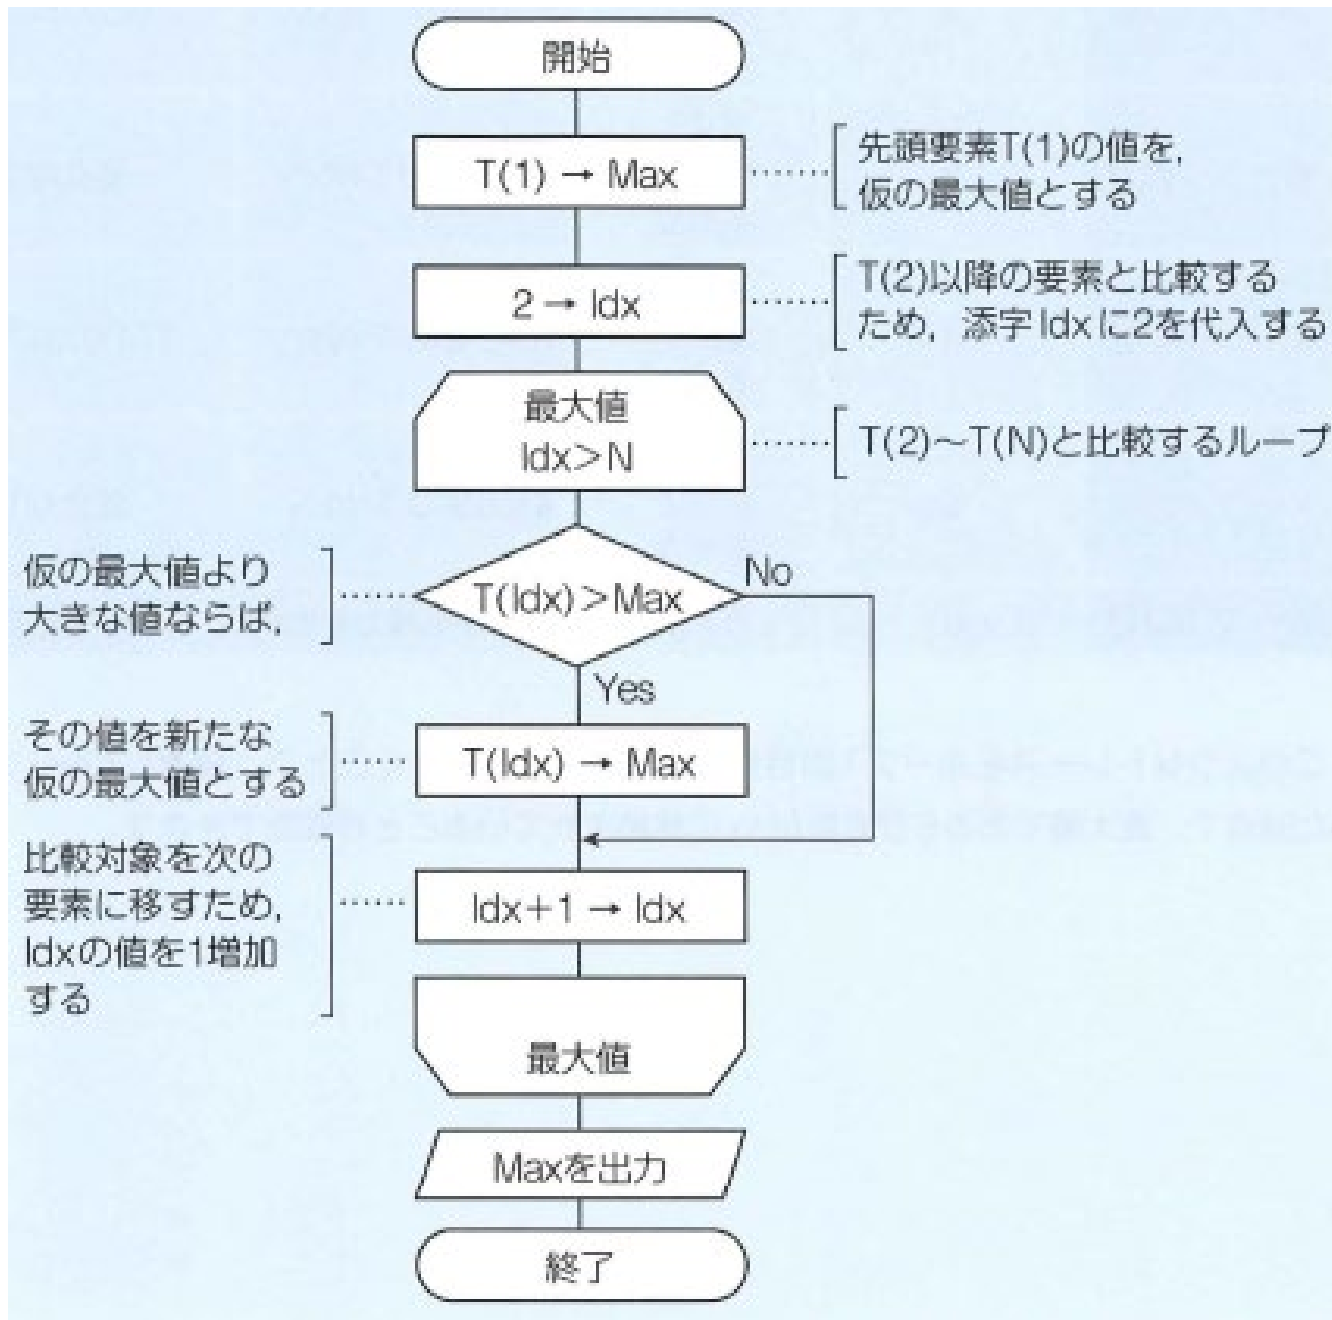 開始
T(1) → Max
先頭要素T(1)の値を,
仮の最大値とする
2 → Idx
T(2)以降の要素と比較する
ため, 添字Idxに2を代入する
最大値
Idx>N
T(2)～T(N)と比較するループ
仮の最大値より
大きな値ならば,
T(Idx)>Max
No
Yes
その値を新たな
仮の最大値とする
T(Idx) → Max
比較対象を次の
要素に移すため,
Idxの値を1増加
する
Idx+1 → Idx
最大値
Maxを出力
終了